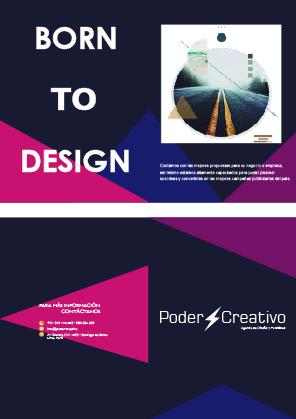 BORN
TO
DESIGN
Contamos con las mejores propuestas para su negocio o empresa,
así mismo estamos altamente capacitados para poder plasmar
sus ideas y convertirlas en las mejores campañas publicitarias del país.
PARA MÁS INFORMACIÓN
CONTÁCTANOS
Poder Creativo